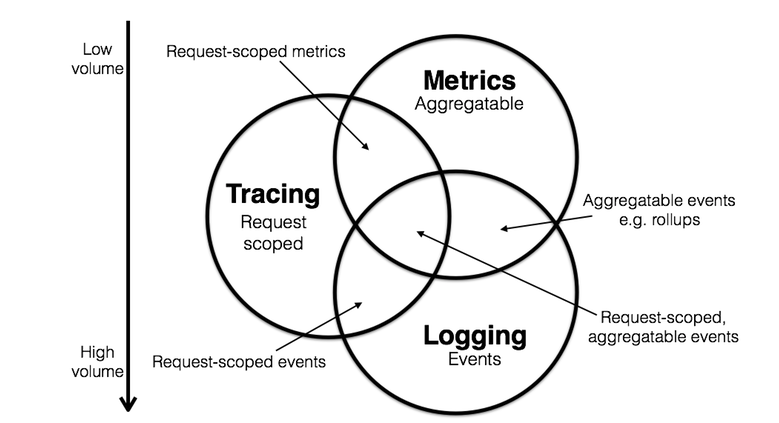 Low
volume
Request-scoped metrics
Metrics
Aggregatable
Tracing
Request
scoped
Aggregatable events
e.g. rollups
Request-scoped,
aggregatable events
Logging
Events
High
volume
Request-scoped events